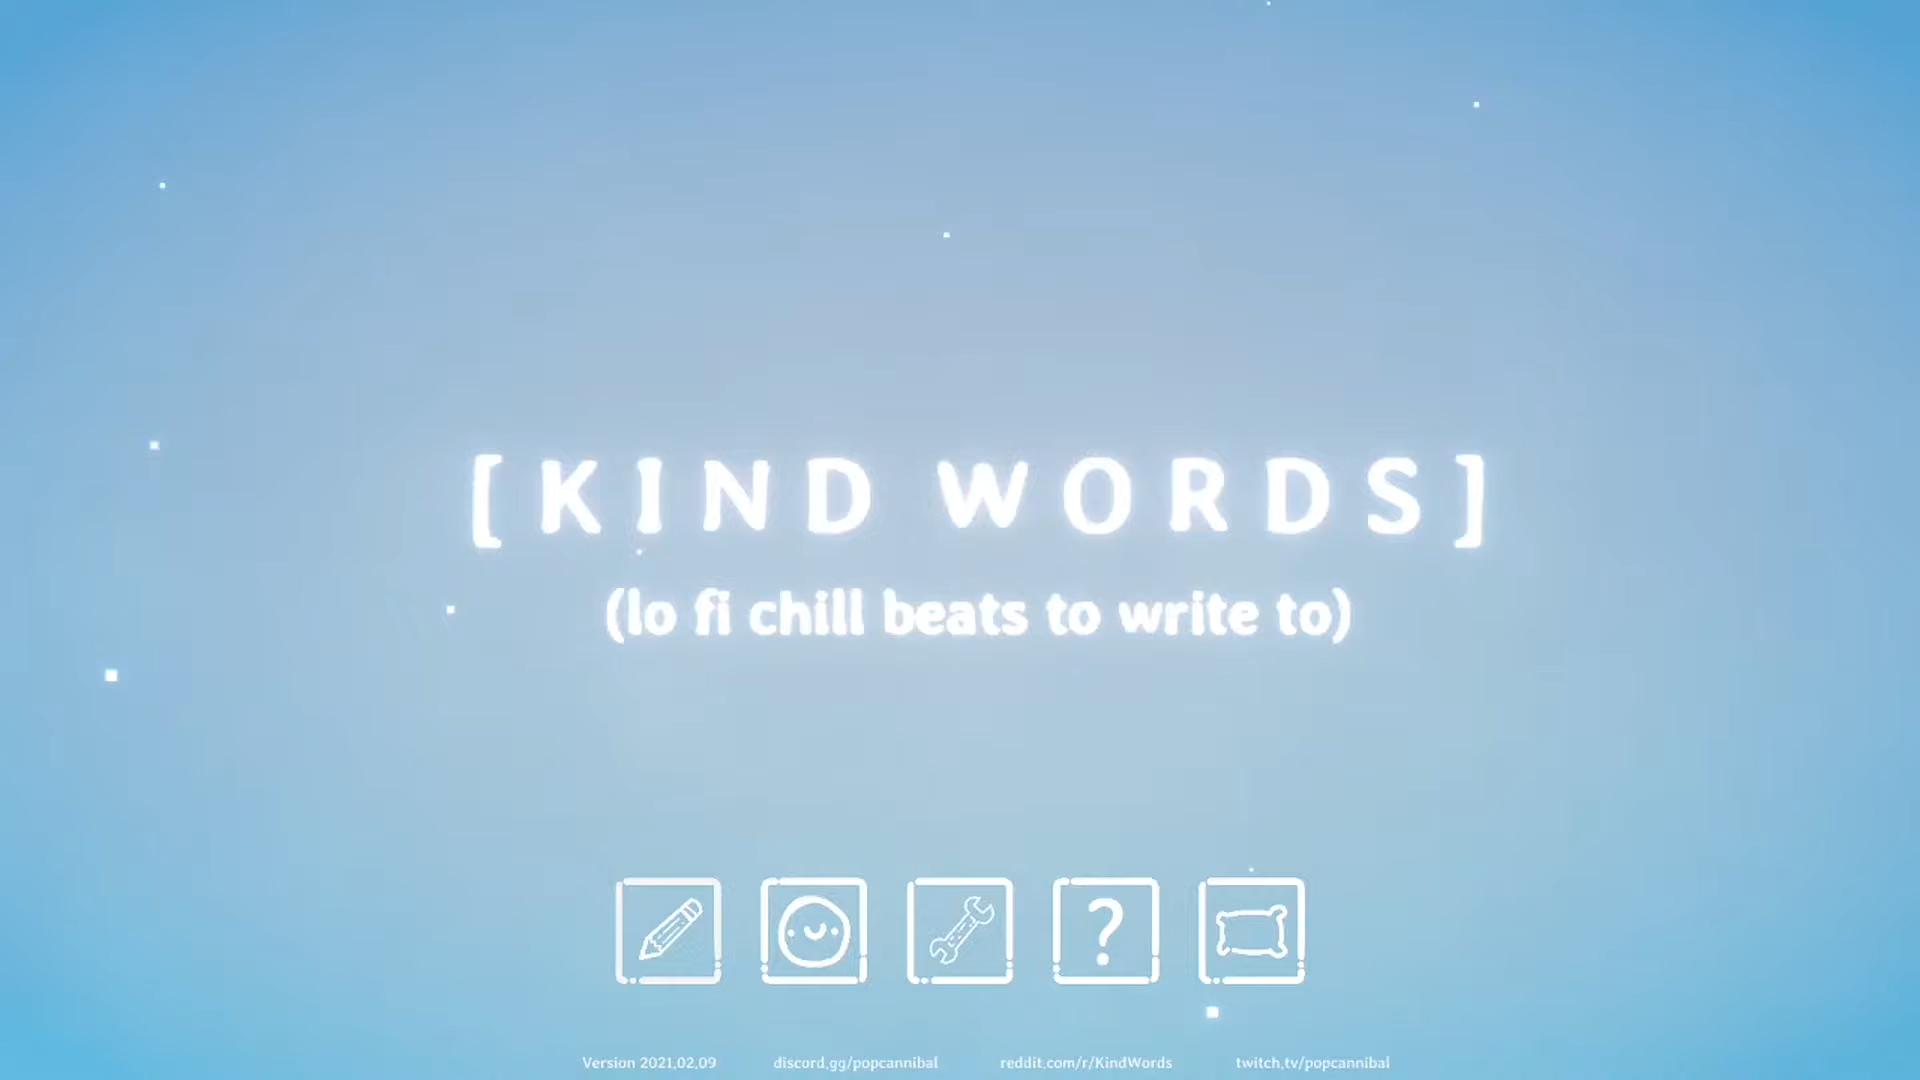 [KIND WORDS]
(lo fi chill beats to write to)
?
Version 2021.02.09 discord.gg/popcannibal reddit.com/r/KindWords twitch.tv/popcannibal